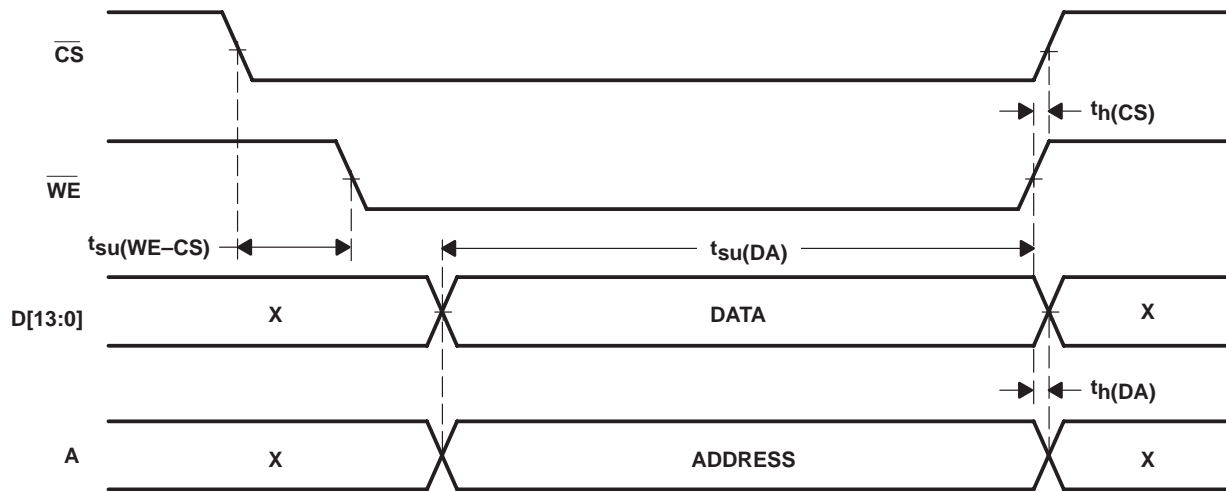 CS
th(CS)
WE
tsu(WE–CS)
tsu(DA)
D[13:0]
X
DATA
X
th(DA)
A
X
ADDRESS
X